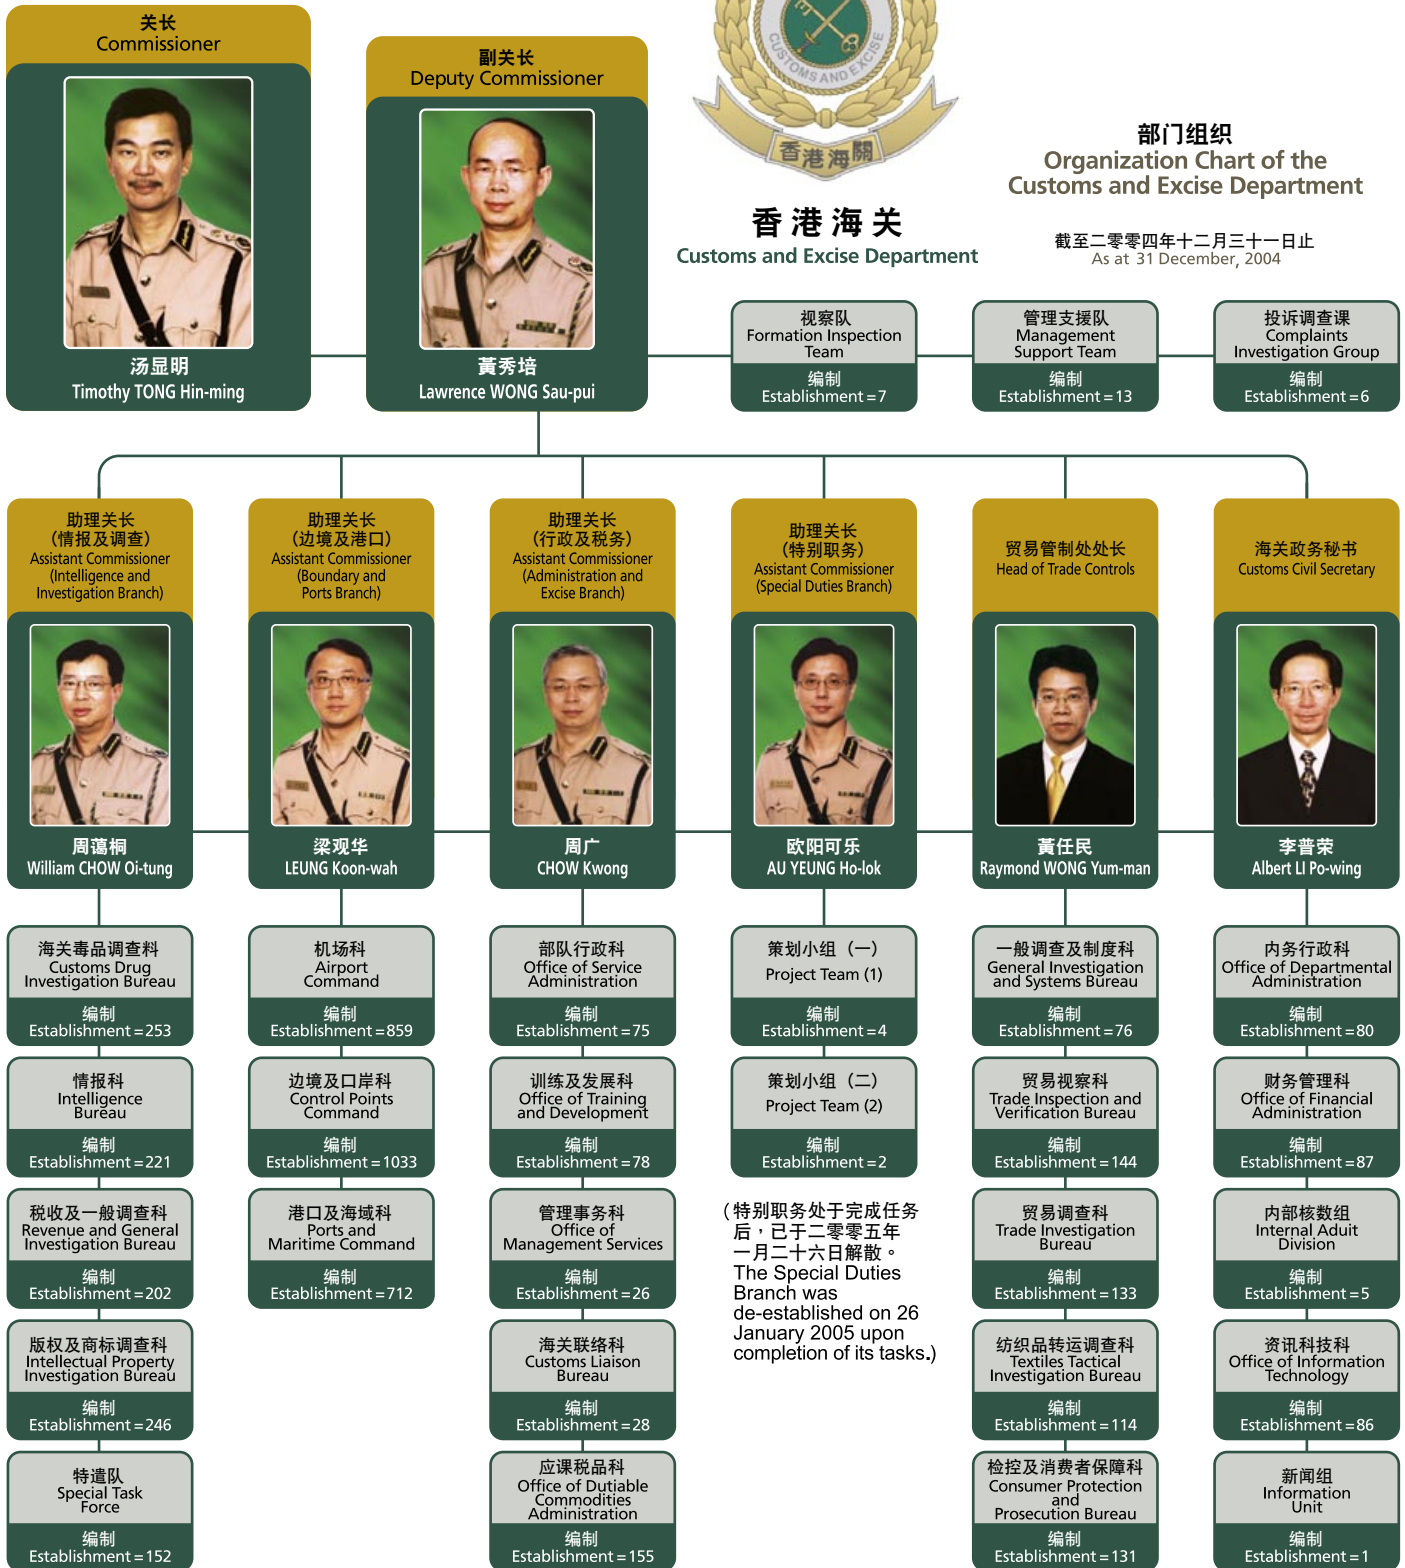 关长
Commissioner
汤显明
Timothy TONG Hin-ming
副关长
Deputy Commissioner
黄秀培
Lawrence WONG Sau-pui
CUSTOMS AND EXCISE
香港海關
香港海关
Customs and Excise Department
部门组织
Organization Chart of the
Customs and Excise Department
截至二零零四年十二月三十一日止
As at 31 December, 2004
视察队
Formation Inspection
Team
编制
Establishment=7
管理支援队
Management
Support Team
编制
Establishment=13
投诉调查课
Complaints
Investigation Group
编制
Establishment=6
助理关长
（情报及调查）
Assistant Commissioner
(Intelligence and
Investigation Branch)
周蔼桐
William CHOW Oi-tung
海关毒品调查料
Customs Drug
Investigation Bureau
编制
Establishment=253
情报科
Intelligence
Bureau
编制
Establishment=221
税收及一般调查科
Revenue and General
Investigation Bureau
编制
Establishment=202
版权及商标调查科
Intellectual Property
Investigation Bureau
编制
Establishment=246
特遣队
Special Task
Force
编制
Establishment=152
助理关长
（边境及港口）
Assistant Commissioner
(Boundary and
Ports Branch)
梁观华
LEUNG Koon-wah
机场科
Airport
Command
编制
Establishment=859
边境及口岸科
Control Points
Command
编制
Establishment=1033
港口及海域科
Ports and
Maritime Command
编制
Establishment=712
助理关长
（行政及税务）
Assistant Commissioner
(Administration and
Excise Branch)
周广
CHOW Kwong
部队行政科
Office of Service
Administration
编制
Establishment=75
训练及发展科
Office of Training
and Development
编制
Establishment=78
管理事务科
Office of
Management Services
编制
Establishment=26
海关联络科
Customs Liaison
Bureau
编制
Establishment=28
应课税品科
Office of Dutiable
Commodities
Administration
编制
Establishment=155
助理关长
（特别职务）
Assistant Commissioner
(Special Duties Branch)
欧阳可乐
AU YEUNG Ho-lok
策划小组（一）
Project Team (1)
编制
Establishment=4
策划小组（二）
Project Team (2)
编制
Establishment=2
（特别职务处于完成任务
后，已于二零零五年
一月二十六日解散。
The Special Duties
Branch was
de-established on 26
January 2005 upon
completion of its tasks.)
贸易管制处处长
Head of Trade Controls
黄任民
Raymond WONG Yum-man
一般调查及制度科
General Investigation
and Systems Bureau
编制
Establishment=76
贸易视察科
Trade Inspection and
Verification Bureau
编制
Establishment=144
贸易调查科
Trade Investigation
Bureau
编制
Establishment=133
纺织品转运调查科
Textiles Tactical
Investigation Bureau
编制
Establishment=114
检控及消费者保障科
Consumer Protection
and
Prosecution Bureau
编制
Establishment=131
海关政务秘书
Customs Civil Secretary
李普荣
Albert LI Po-wing
内务行政科
Office of Departmental
Administration
编制
Establishment=80
财务管理科
Office of Financial
Administration
编制
Establishment=87
内部核数组
Internal Aduit
Division
编制
Establishment=5
资讯科技科
Office of Information
Technology
编制
Establishment=86
新闻组
Information
Unit
编制
Establishment=1